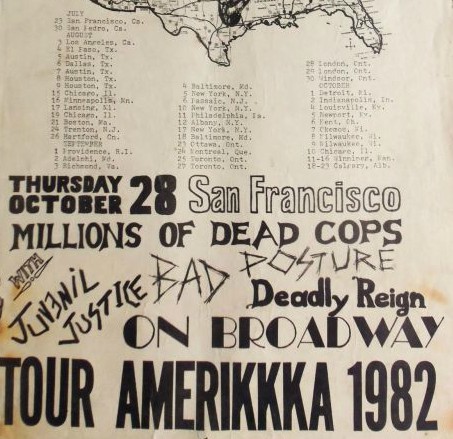 JULY
23 San Francisco, Ca.
30 San Pedro, Ca.
AUGUST
3 Los Angeles, Ca.
4 El Paso, Tx.
5 Austin, Tx.
6 Dallas, Tx.
7 Austin, Tx.
8 Houston, Tx.
9 Houston, Tx.
15 Chicago, Il.
16 Minneapolis, Mn.
17 Lansing, Mi.
19 Chicago, Il.
21 Boston, Ma.
24 Trenton, N.J.
26 Hartford, Cn.
SEPTEMBER
1 Providence, R.I.
2 Adelphi, Md.
3 Richmond, Va.
4 Baltimore, Md.
5 New York, N.Y.
6 Passaic, N.J.
10 New York, N.Y.
11 Philadelphia, Pa.
12 Albany, N.Y.
17 New York, N.Y.
18 Baltimore, Md.
23 Ottawa, Ont.
24 Montreal, Que.
25 Toronto, Ont.
27 Toronto, Ont.
28 London, Ont.
29 London, Ont.
30 Windsor, Ont.
OCTOBER
1 Detroit, Mi.
2 Indianapolis, In.
4 Louisville, Ky.
5 Newport, Ky.
6 Kent, Oh.
7 Okemos, Mi.
8 Milwaukee, Wi.
9 Milwaukee, Wi.
10 Chicago, Il.
11-16 Winnipeg, Man.
18-23 Calgary, Alb.
THURSDAY OCTOBER 28 San Francisco
MILLIONS OF DEAD COPS
WITH
JUVENIL JUSTICE
BAD POSTURE
Deadly Reign
ON BROADWAY
TOUR AMERIKKKA 1982